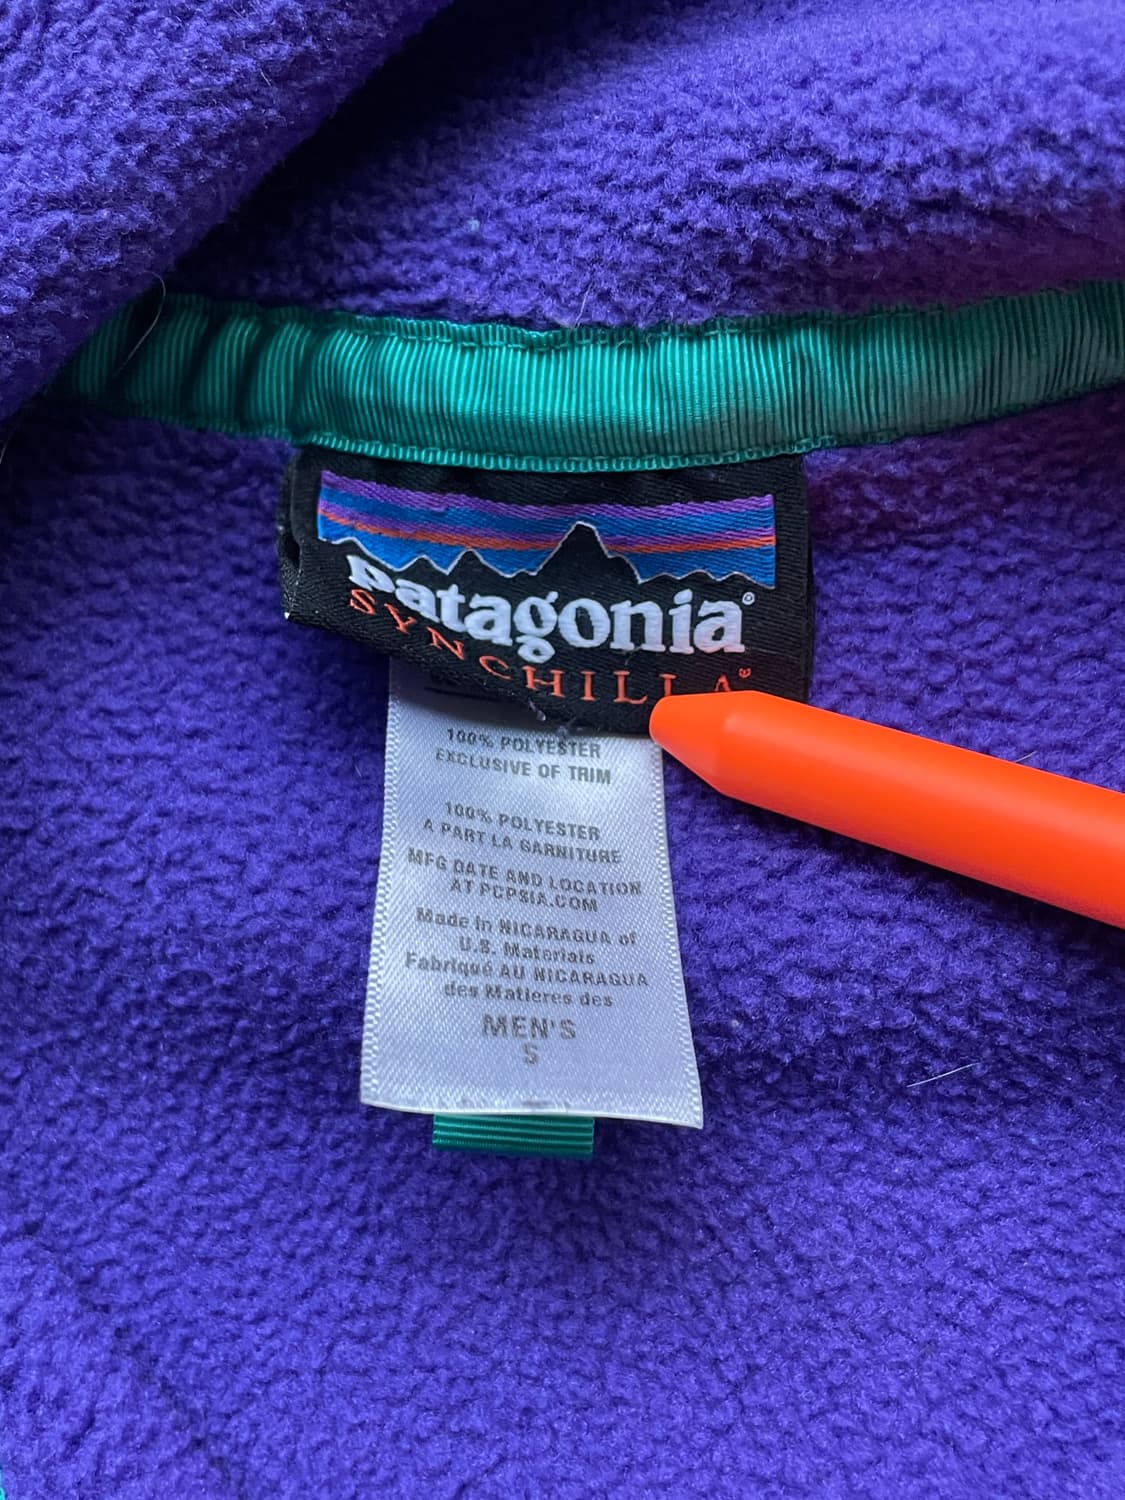 patagonia®
SYNCHILLA®
100% POLYESTER
EXCLUSIVE OF TRIM
100% POLYESTER
A PART LA GARNITURE
MFG DATE AND LOCATION
AT PCPSIA.COM
Made in NICARAGUA of
U.S. Materials
Fabriqué AU NICARAGUA
des Matieres des
MEN'S
S